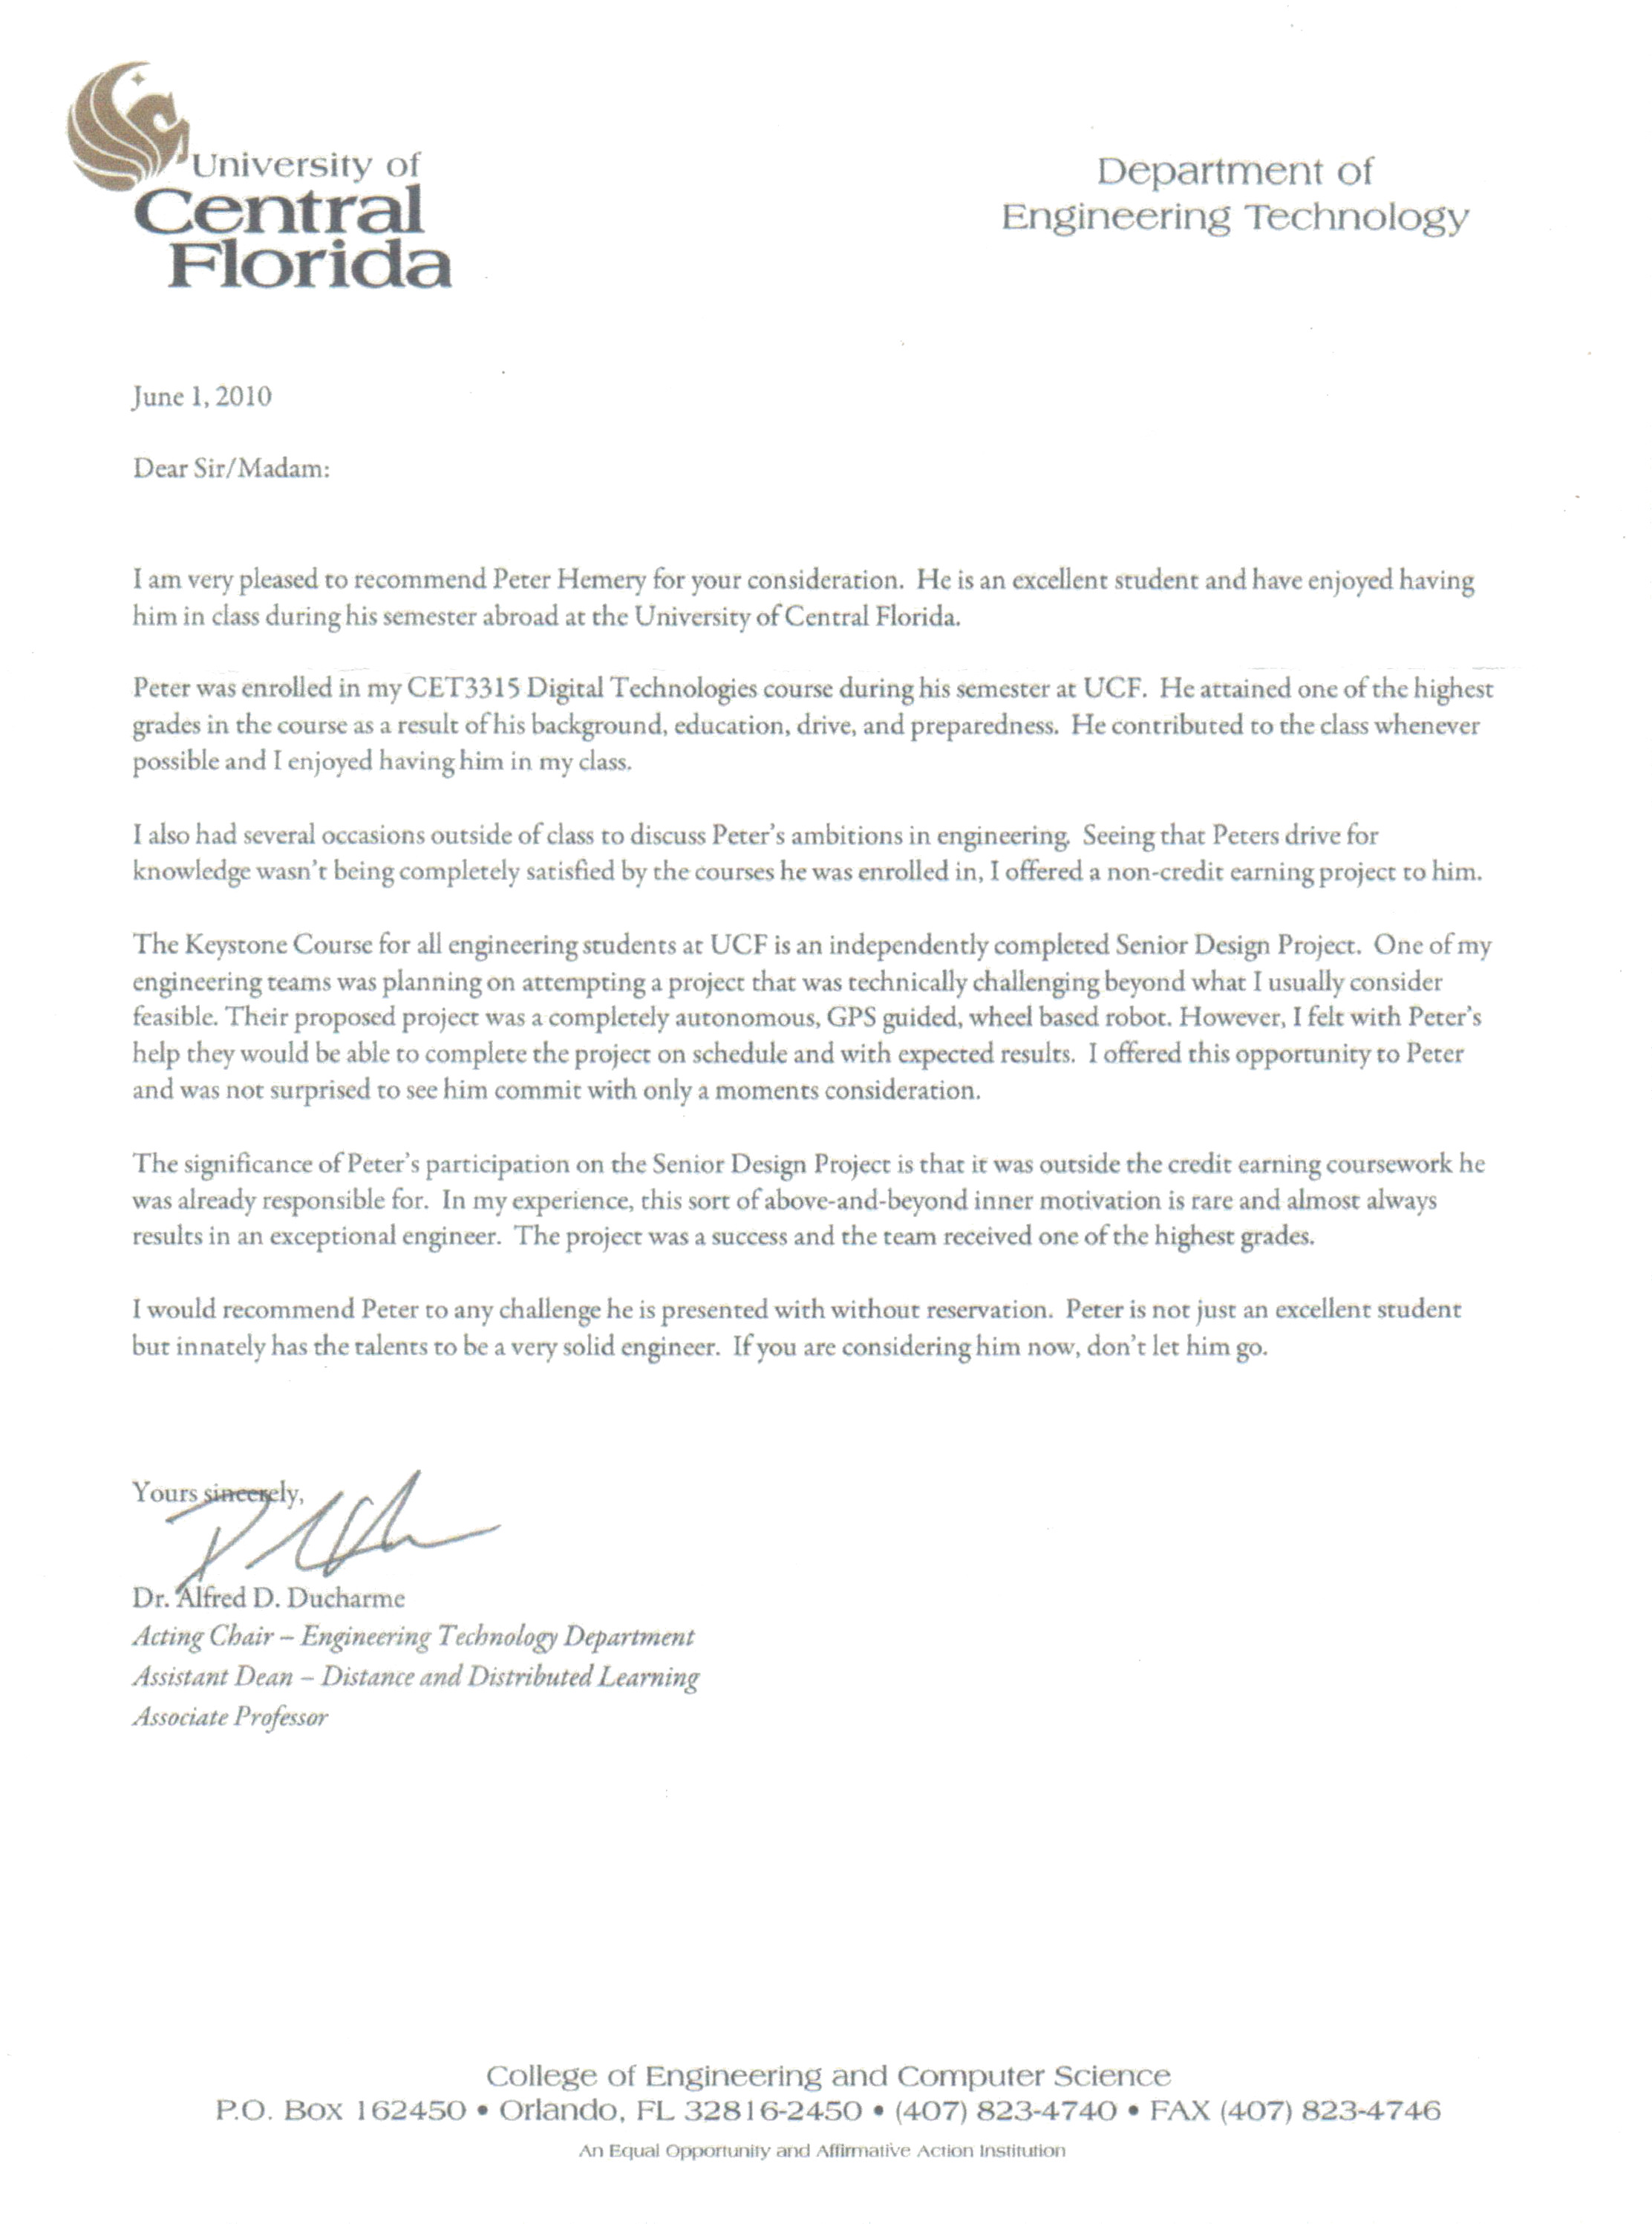 University of
Central
Florida
Department of
Engineering Technology
June 1, 2010
Dear Sir/Madam:
I am very pleased to recommend Peter Hemery for your consideration.  He is an excellent student and have enjoyed having
him in class during his semester abroad at the University of Central Florida.
Peter was enrolled in my CET3315 Digital Technologies course during his semester at UCF.  He attained one of the highest
grades in the course as a result of his background, education, drive, and preparedness.  He contributed to the class whenever
possible and I enjoyed having him in my class.
I also had several occasions outside of class to discuss Peter's ambitions in engineering.  Seeing that Peters drive for
knowledge wasn't being completely satisfied by the courses he was enrolled in, I offered a non-credit earning project to him.
The Keystone Course for all engineering students at UCF is an independently completed Senior Design Project.  One of my
engineering teams was planning on attempting a project that was technically challenging beyond what I usually consider
feasible. Their proposed project was a completely autonomous, GPS guided, wheel based robot. However, I felt with Peter's
help they would be able to complete the project on schedule and with expected results.  I offered this opportunity to Peter
and was not surprised to see him commit with only a moments consideration.
The significance of Peter's participation on the Senior Design Project is that it was outside the credit earning coursework he
was already responsible for.  In my experience, this sort of above-and-beyond inner motivation is rare and almost always
results in an exceptional engineer.  The project was a success and the team received one of the highest grades.
I would recommend Peter to any challenge he is presented with without reservation.  Peter is not just an excellent student
but innately has the talents to be a very solid engineer.  If you are considering him now, don't let him go.
Yours sincerely,
Dr. Alfred D. Ducharme
Acting Chair – Engineering Technology Department
Assistant Dean – Distance and Distributed Learning
Associate Professor
College of Engineering and Computer Science
P.O. Box 162450 • Orlando, FL 32816-2450 • (407) 823-4740 • FAX (407) 823-4746
An Equal Opportunity and Affirmative Action Institution